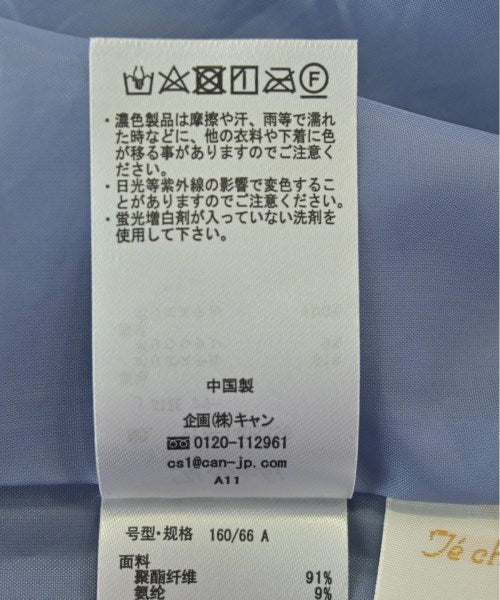 ・濃色製品は摩擦や汗、雨等で濡れ
た時などに、他の衣料や下着に色
が移る事がありますのでご注意く
ださい。
・日光等紫外線の影響で変色するこ
とがありますのでご注意ください。
・蛍光増白剤が入っていない洗剤を
使用して下さい。
中国製
企画(株)キャン
0120-112961
cs1@can-jp.com
A11
号型·规格 160/66 A
面料
聚酯纤维 91%
氨纶 9%
Té ch